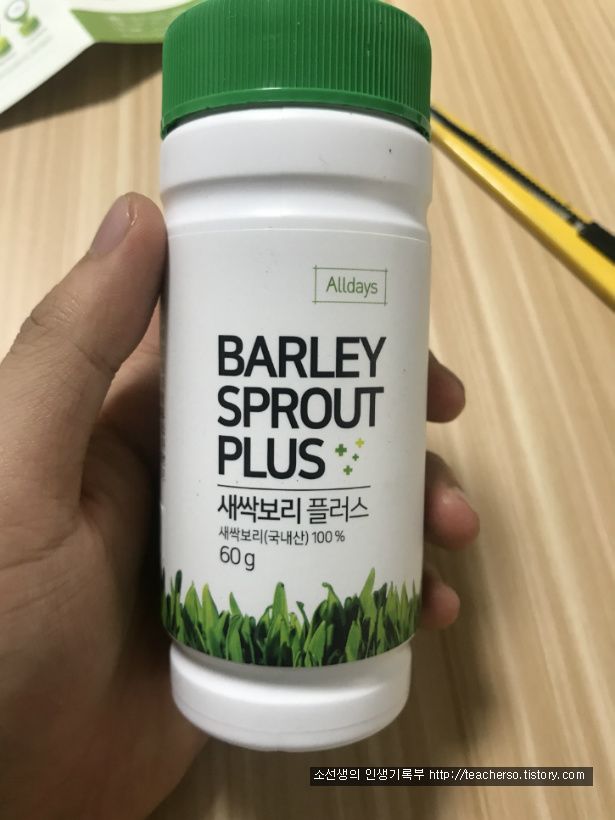 Alldays
BARLEY
SPROUT
PLUS
새싹보리 플러스
새싹보리(국내산) 100 %
60 g
소선생의 인생기록부 http://teacherso.tistory.com